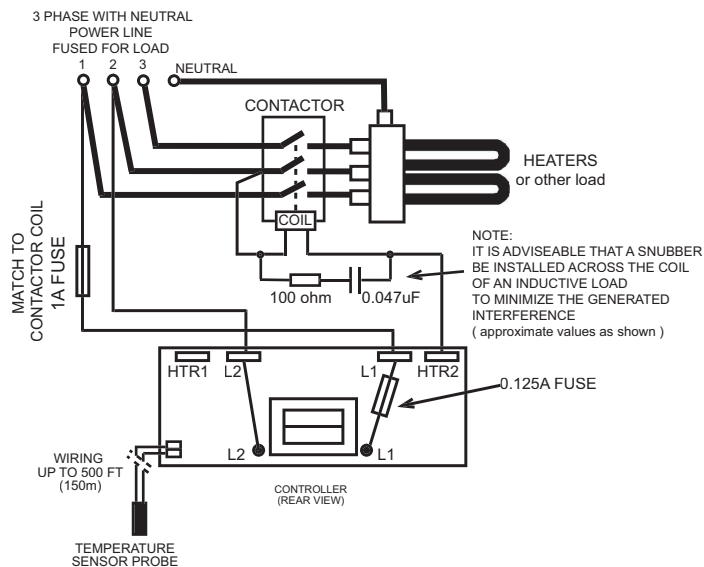 3 PHASE WITH NEUTRAL
POWER LINE
FUSED FOR LOAD
1 2 3 NEUTRAL
CONTACTOR
HEATERS
or other load
COIL
MATCH TO
CONTACTOR COIL
1A FUSE
100 ohm 0.047uF
NOTE:
IT IS ADVISEABLE THAT A SNUBBER
BE INSTALLED ACROSS THE COIL
OF AN INDUCTIVE LOAD
TO MINIMIZE THE GENERATED
INTERFERENCE
( approximate values as shown )
HTR1 L2 L1 HTR2
0.125A FUSE
L2 L1
WIRING
UP TO 500 FT
(150m)
CONTROLLER
(REAR VIEW)
TEMPERATURE
SENSOR PROBE